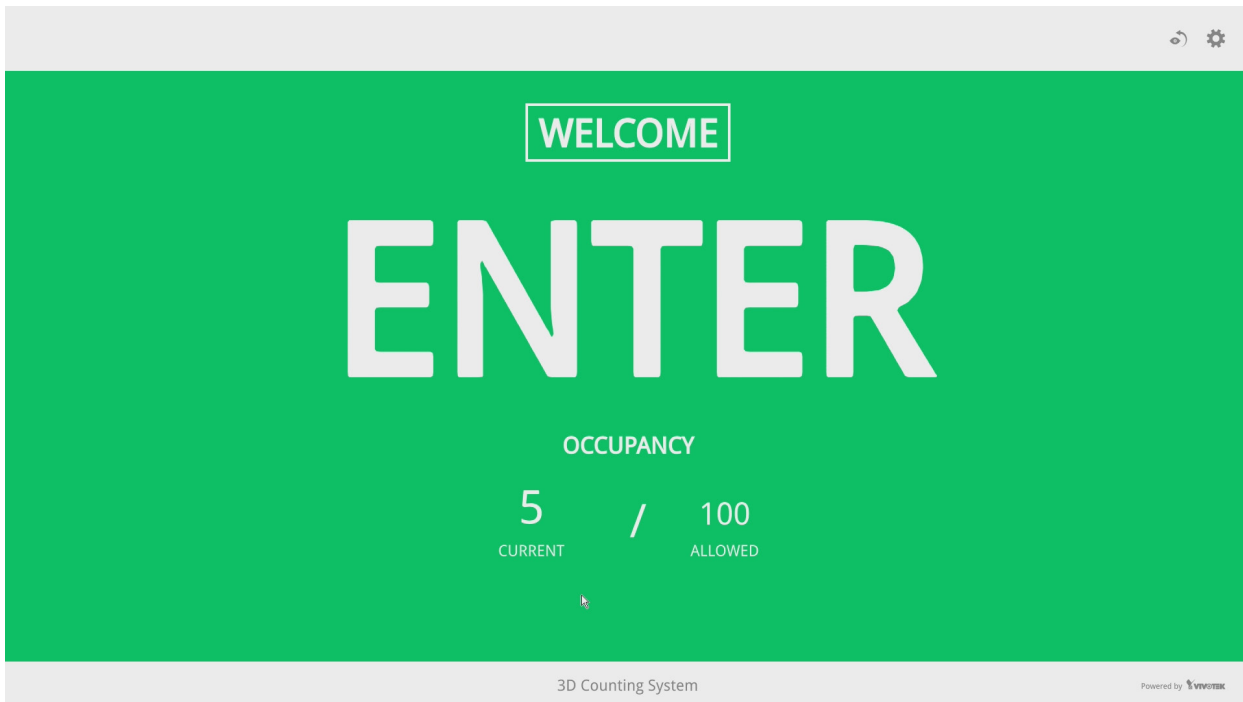 WELCOME
ENTER
OCCUPANCY
5 / 100
CURRENT ALLOWED
3D Counting System
Powered by VIVOTEK